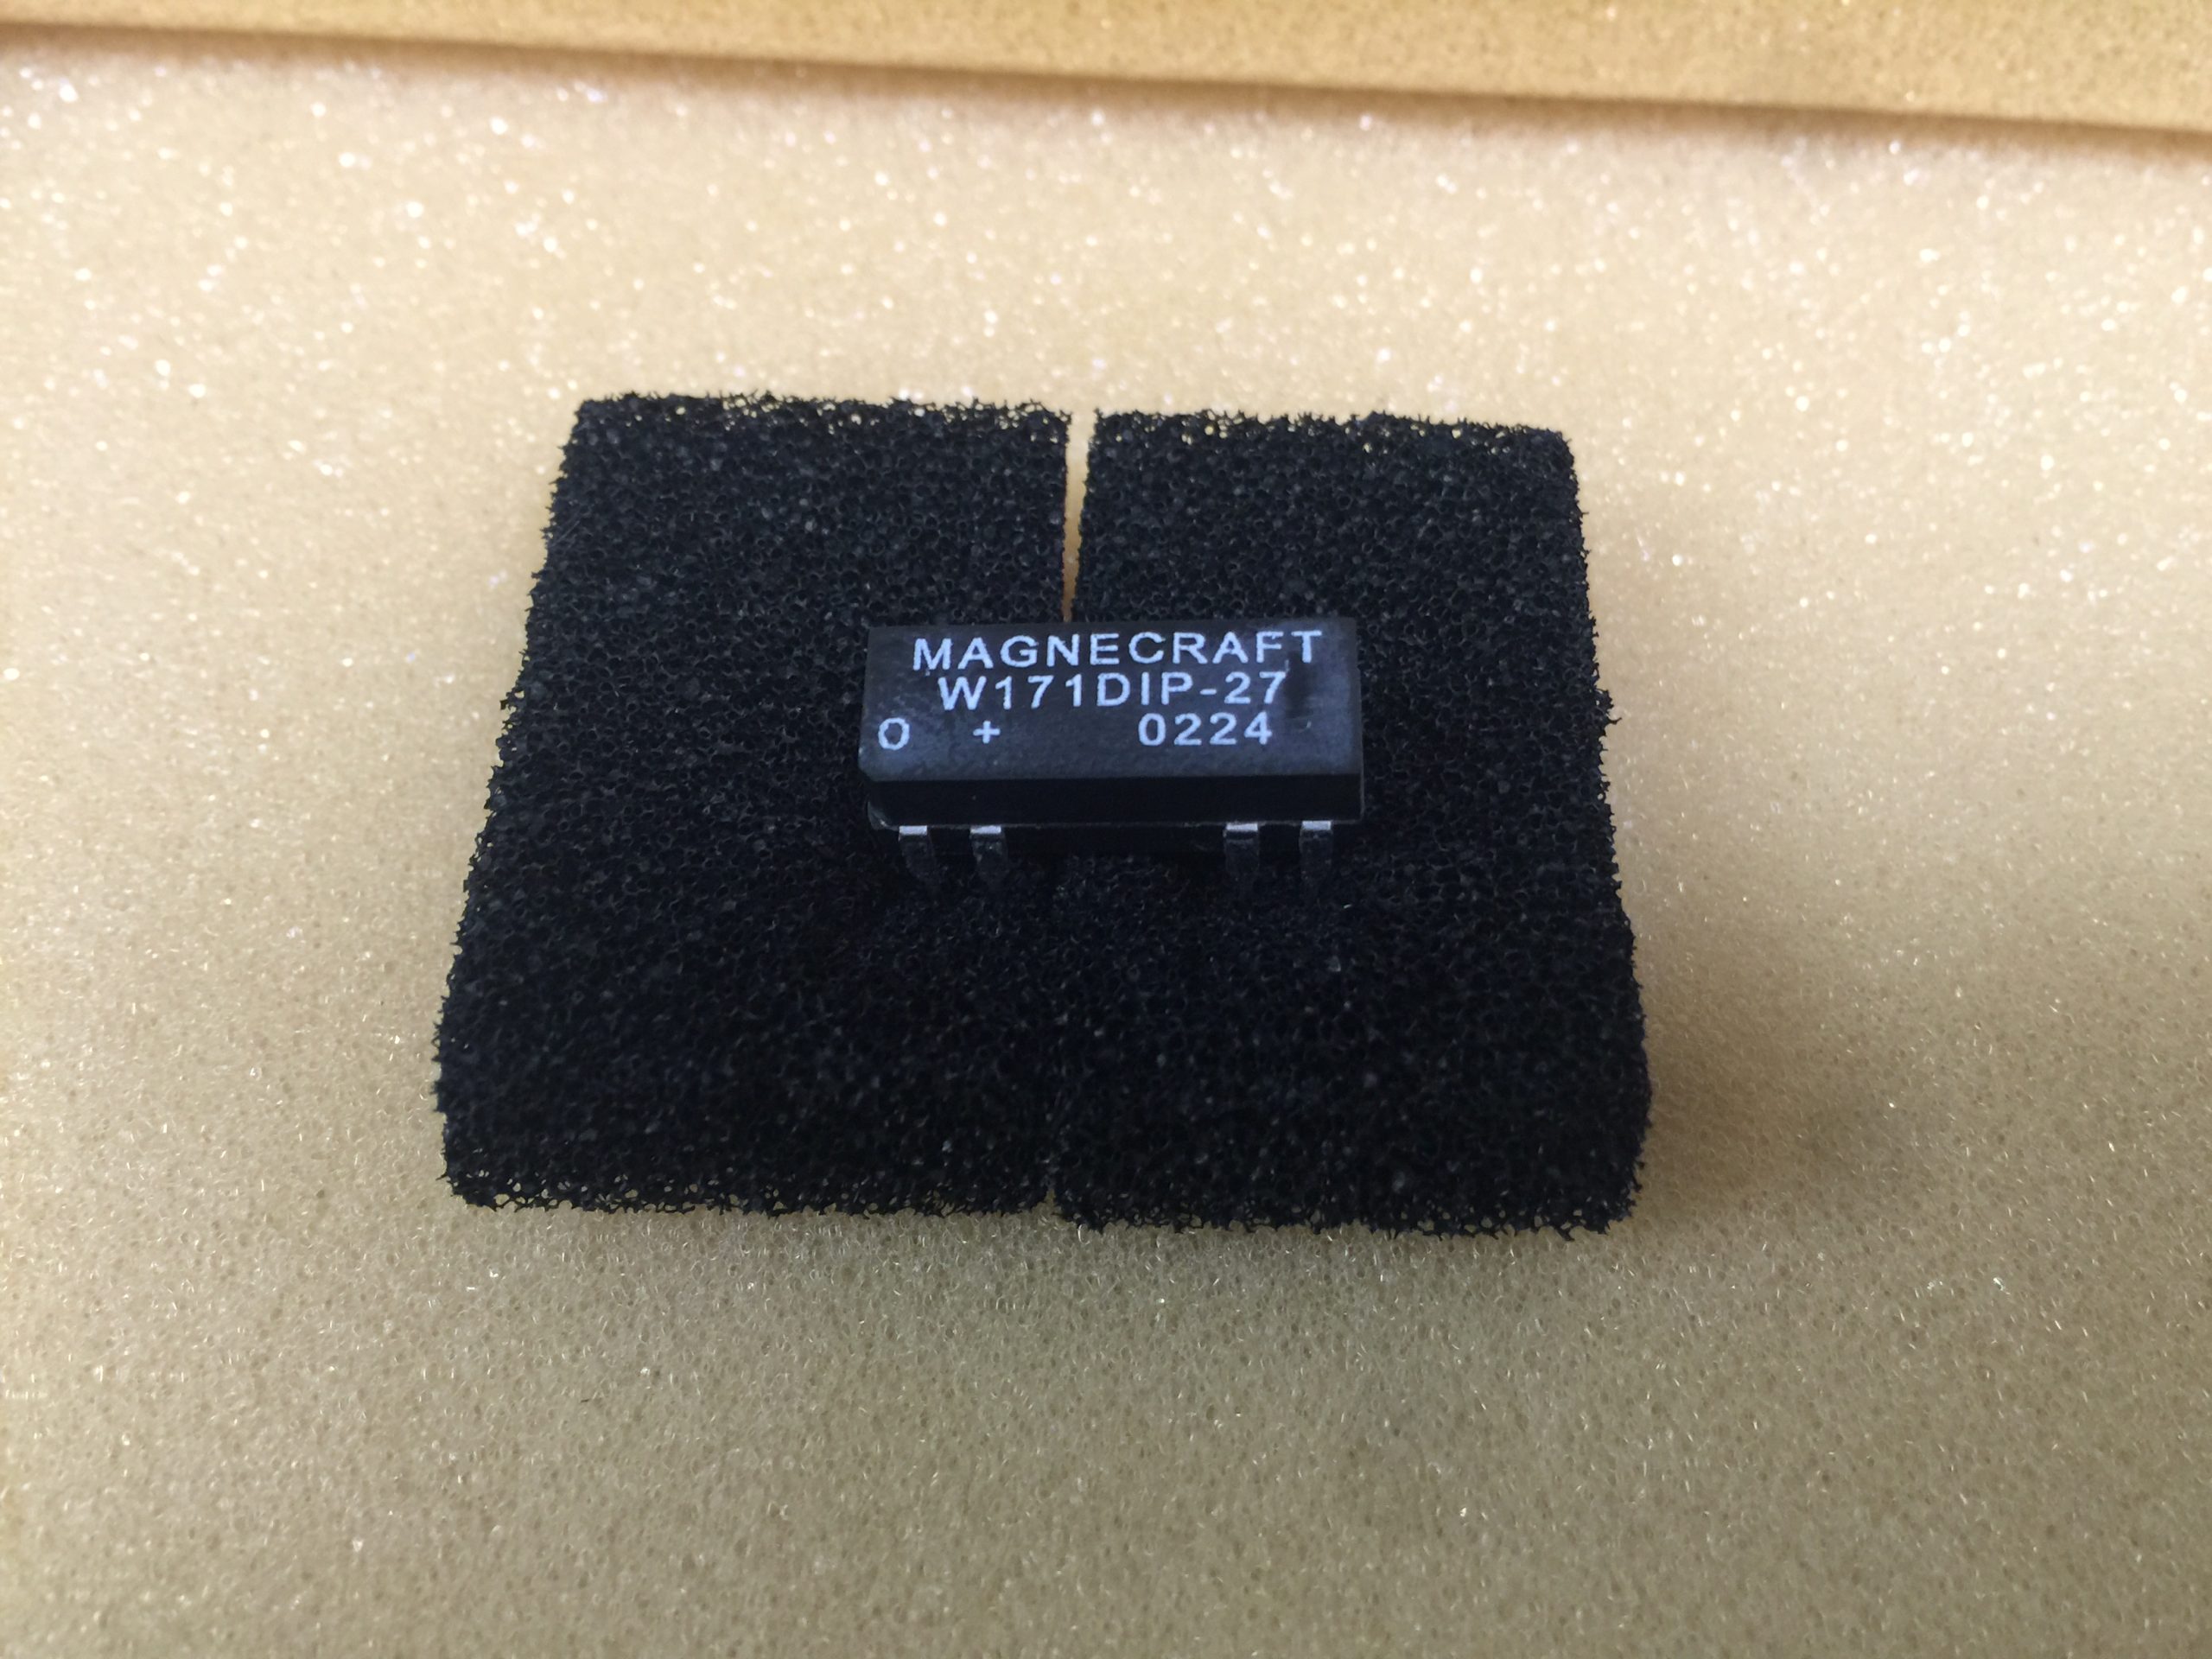 MAGNECRAFT
W171DIP-27
O + 0224